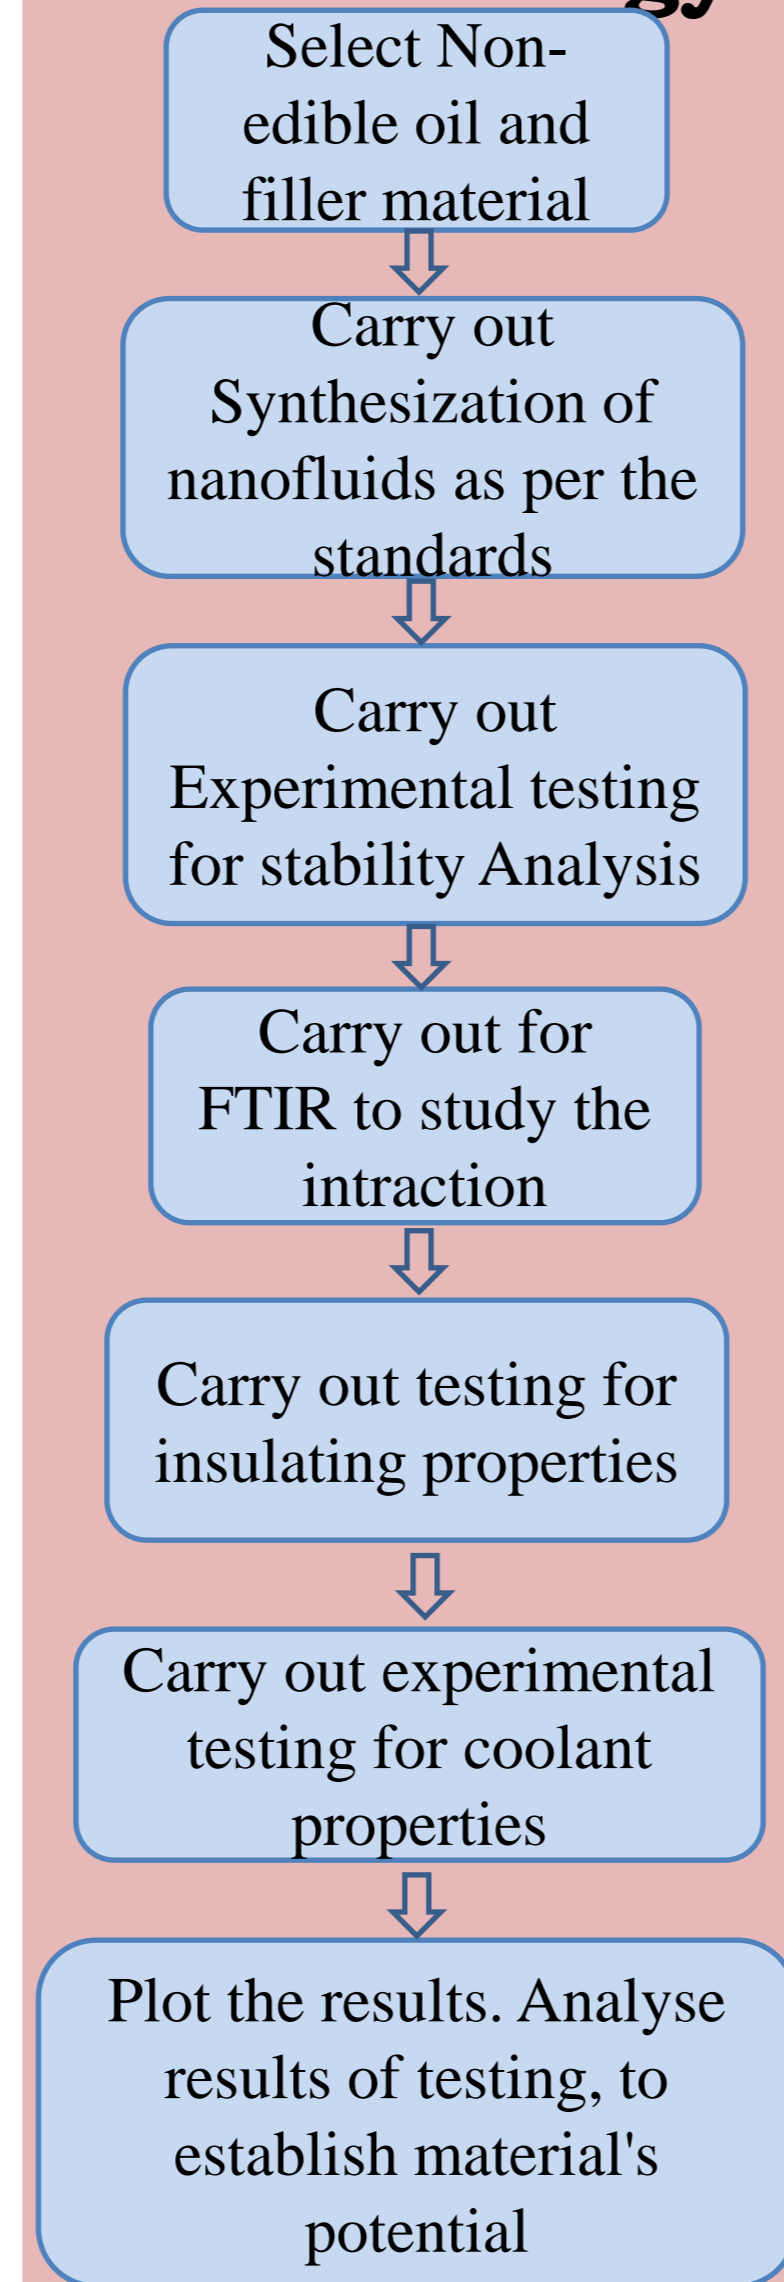 Select Non-
edible oil and
filler material
Carry out
Synthesization of
nanofluids as per the
standards
Carry out
Experimental testing
for stability Analysis
Carry out for
FTIR to study the
intraction
Carry out testing for
insulating properties
Carry out experimental
testing for coolant
properties
Plot the results. Analyse
results of testing, to
establish material's
potential